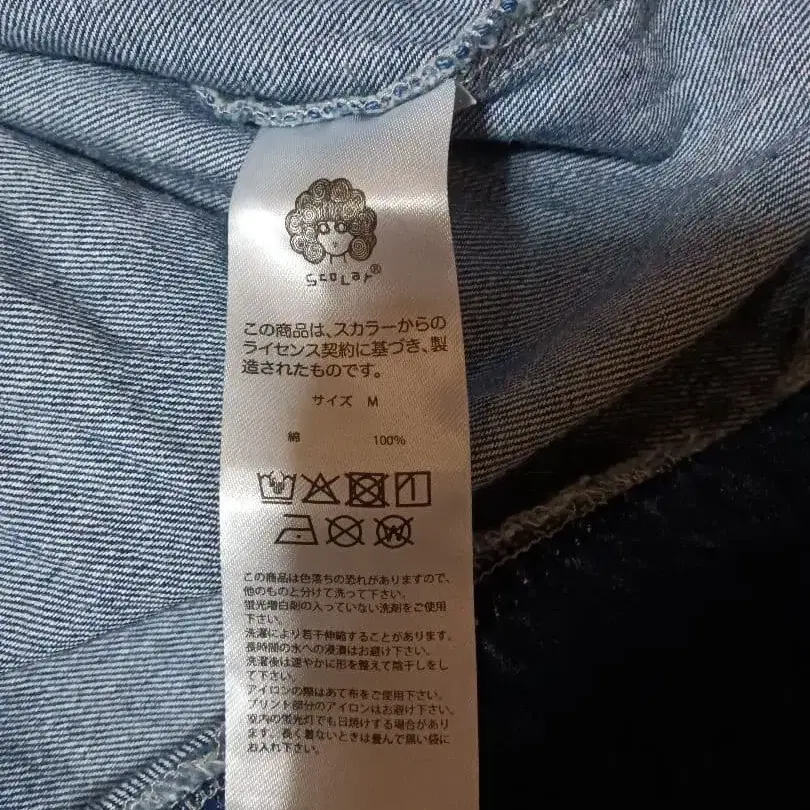 ScoLar®
この商品は、スカラーからの
ライセンス契約に基づき、製
造されたものです。
サイズ M
綿 100%
W
この商品は色落ちの恐れがありますので、
他のものと分けて洗って下さい。
蛍光増白剤の入っていない洗剤をご使用
下さい。
洗濯により若干伸縮することがあります。
長時間の水への浸漬はお避け下さい。
洗濯後は速やかに形を整えて陰干しをし
て下さい。
アイロンの際はあて布をご使用下さい。
プリント部分のアイロンはお避け下さい。
室内の蛍光灯でも日焼けする場合があり
ます。長く着ないときは畳んで黒い袋に
お入れ下さい。